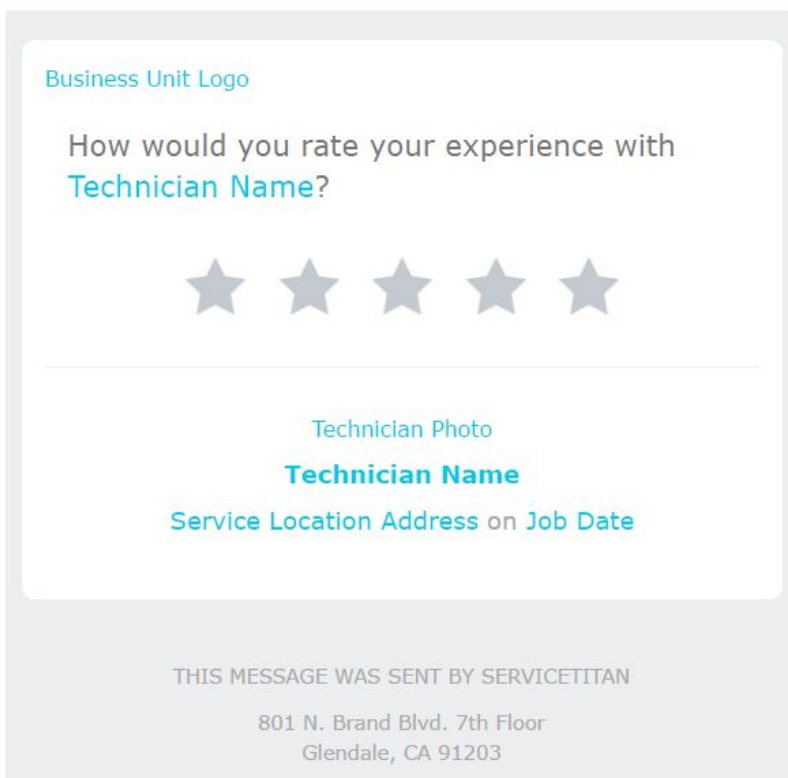 Business Unit Logo
How would you rate your experience with
Technician Name?
Technician Photo
Technician Name
Service Location Address on Job Date
THIS MESSAGE WAS SENT BY SERVICETITAN
801 N. Brand Blvd. 7th Floor
Glendale, CA 91203